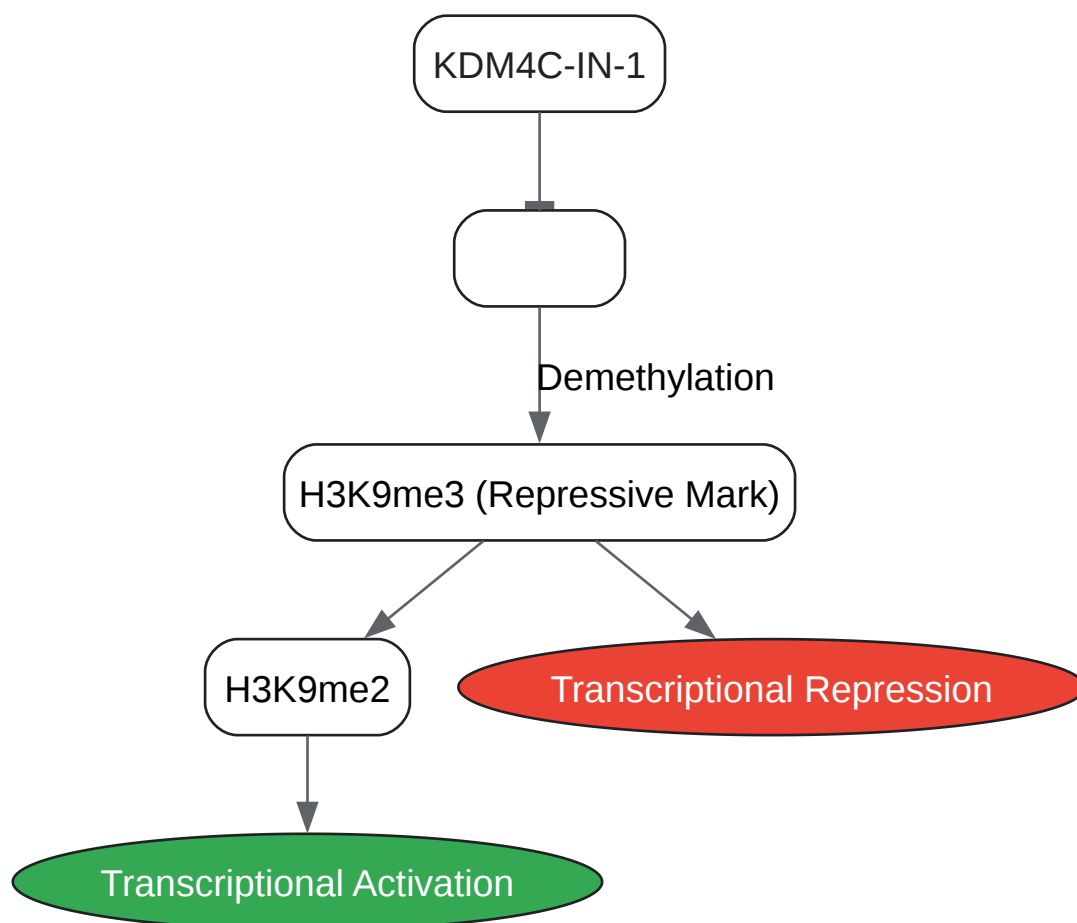 KDM4C-IN-1
Demethylation
H3K9me3 (Repressive Mark)
H3K9me2
Transcriptional Repression
Transcriptional Activation